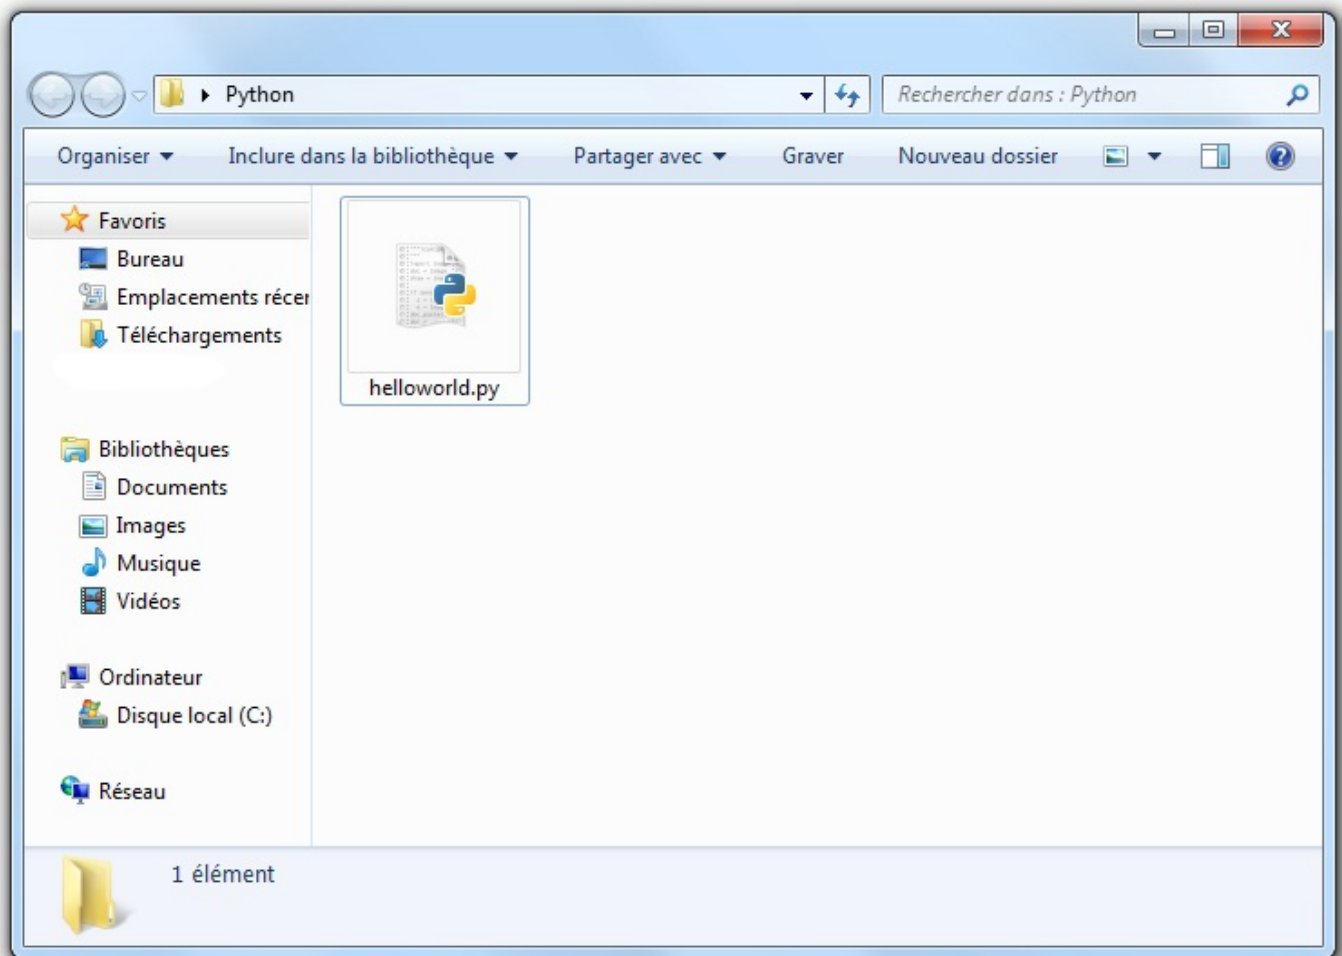 Python
Rechercher dans : Python
Organiser
Inclure dans la bibliothèque
Partager avec
Graver
Nouveau dossier
Favoris
Bureau
Emplacements récer
Téléchargements
Bibliothèques
Documents
Images
Musique
Vidéos
Ordinateur
Disque local (C:)
Réseau
helloworld.py
1 élément